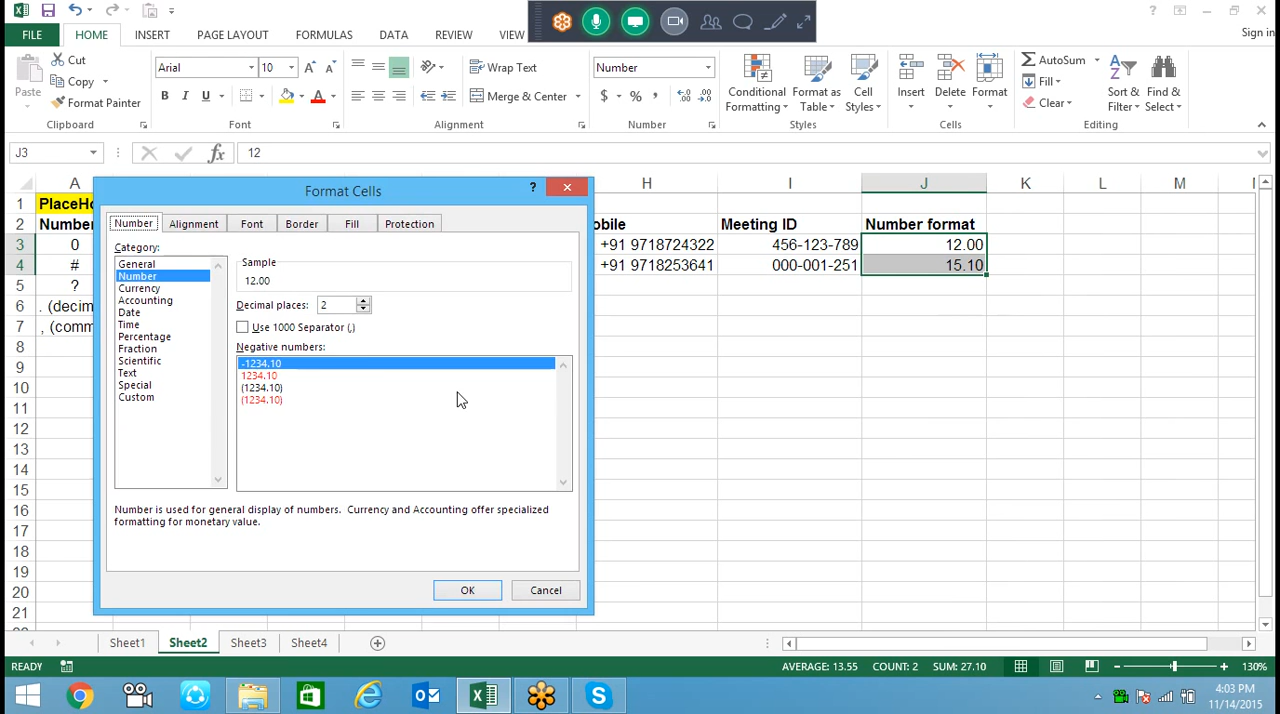 Sign in
FILE HOME INSERT PAGE LAYOUT FORMULAS DATA REVIEW VIEW
Paste
Cut
Copy
Format Painter
Clipboard
Arial 10
B I U
Font
Wrap Text
Merge & Center
Alignment
Number
$ % ,
Number
Conditional Formatting
Format as Table
Cell Styles
Styles
Insert Delete Format
Cells
AutoSum
Fill
Clear
Sort & Filter
Find & Select
Editing
J3 fx 12
A H I J K L M
1 PlaceHo
2 Number obile Meeting ID Number format
3 0 +91 9718724322 456-123-789 12.00
4 # +91 9718253641 000-001-251 15.10
5 ?
6 . (decim
7 , (comm
8
9
10
11
12
13
14
15
16
17
18
19
20
21
Format Cells
Number Alignment Font Border Fill Protection
Category:
General
Number
Currency
Accounting
Date
Time
Percentage
Fraction
Scientific
Text
Special
Custom
Sample
12.00
Decimal places: 2
Use 1000 Separator (,)
Negative numbers:
-1234.10
1234.10
(1234.10)
(1234.10)
Number is used for general display of numbers. Currency and Accounting offer specialized
formatting for monetary value.
OK Cancel
Sheet1 Sheet2 Sheet3 Sheet4
READY AVERAGE: 13.55 COUNT: 2 SUM: 27.10 130%
4:03 PM
11/14/2015